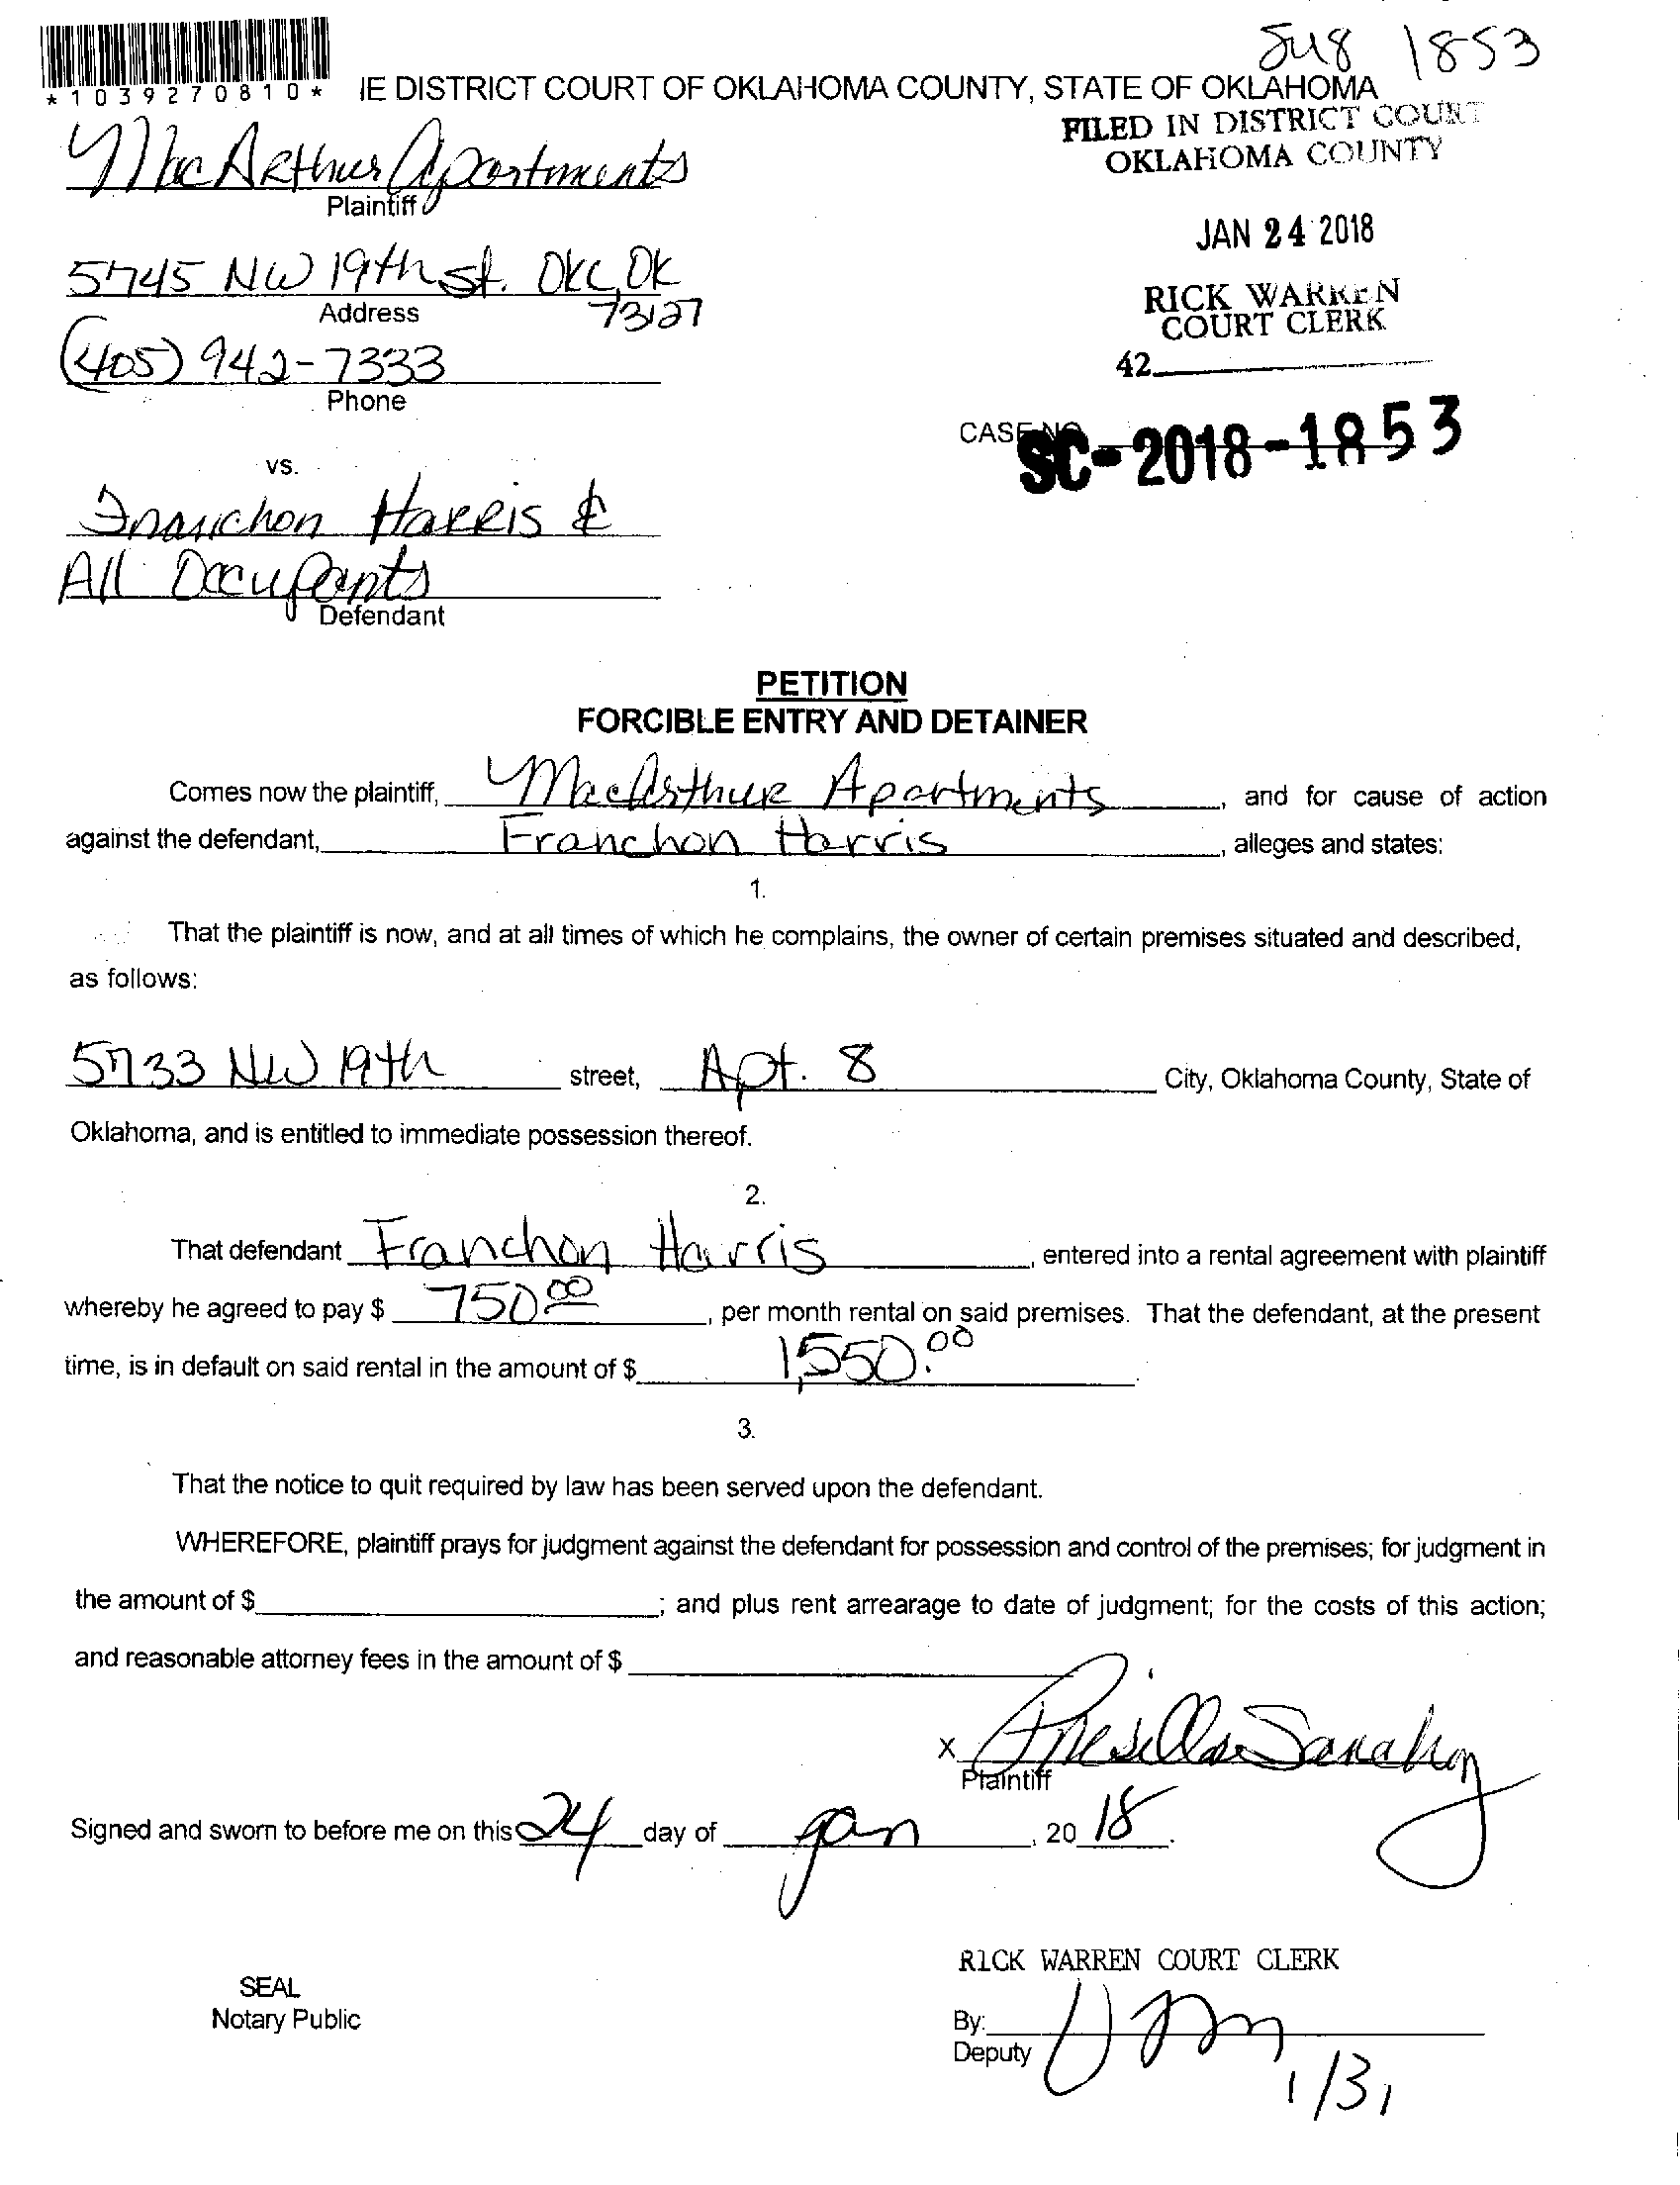 Su8 1853
*1039270810* IE DISTRICT COURT OF OKLAHOMA COUNTY, STATE OF OKLAHOMA
FILED IN DISTRICT COURT
OKLAHOMA COUNTY
MacArthur Apartments
Plaintiff
JAN 24 2018
5745 NW 19th st. OKC, OK
73127
Address
RICK WARREN
COURT CLERK
(405) 942-7333
Phone
42
CASE NO.
SC-2018-1853
vs.
Franchon Harris &
All Occupants
Defendant
PETITION
FORCIBLE ENTRY AND DETAINER
Comes now the plaintiff, MacArthur Apartments, and for cause of action
against the defendant, Franchon Harris, alleges and states:
1.
That the plaintiff is now, and at all times of which he complains, the owner of certain premises situated and described,
as follows:
5733 NW 19th street, Apt. 8 City, Oklahoma County, State of
Oklahoma, and is entitled to immediate possession thereof.
2.
That defendant Franchon Harris, entered into a rental agreement with plaintiff
whereby he agreed to pay $ 750.00, per month rental on said premises. That the defendant, at the present
time, is in default on said rental in the amount of $ 1,550.00
3.
That the notice to quit required by law has been served upon the defendant.
WHEREFORE, plaintiff prays for judgment against the defendant for possession and control of the premises; for judgment in
the amount of $; and plus rent arrearage to date of judgment; for the costs of this action;
and reasonable attorney fees in the amount of $
x
Plaintiff
Signed and sworn to before me on this 24 day of Jan, 2018.
RICK WARREN COURT CLERK
SEAL
Notary Public
By:
Deputy
1/31